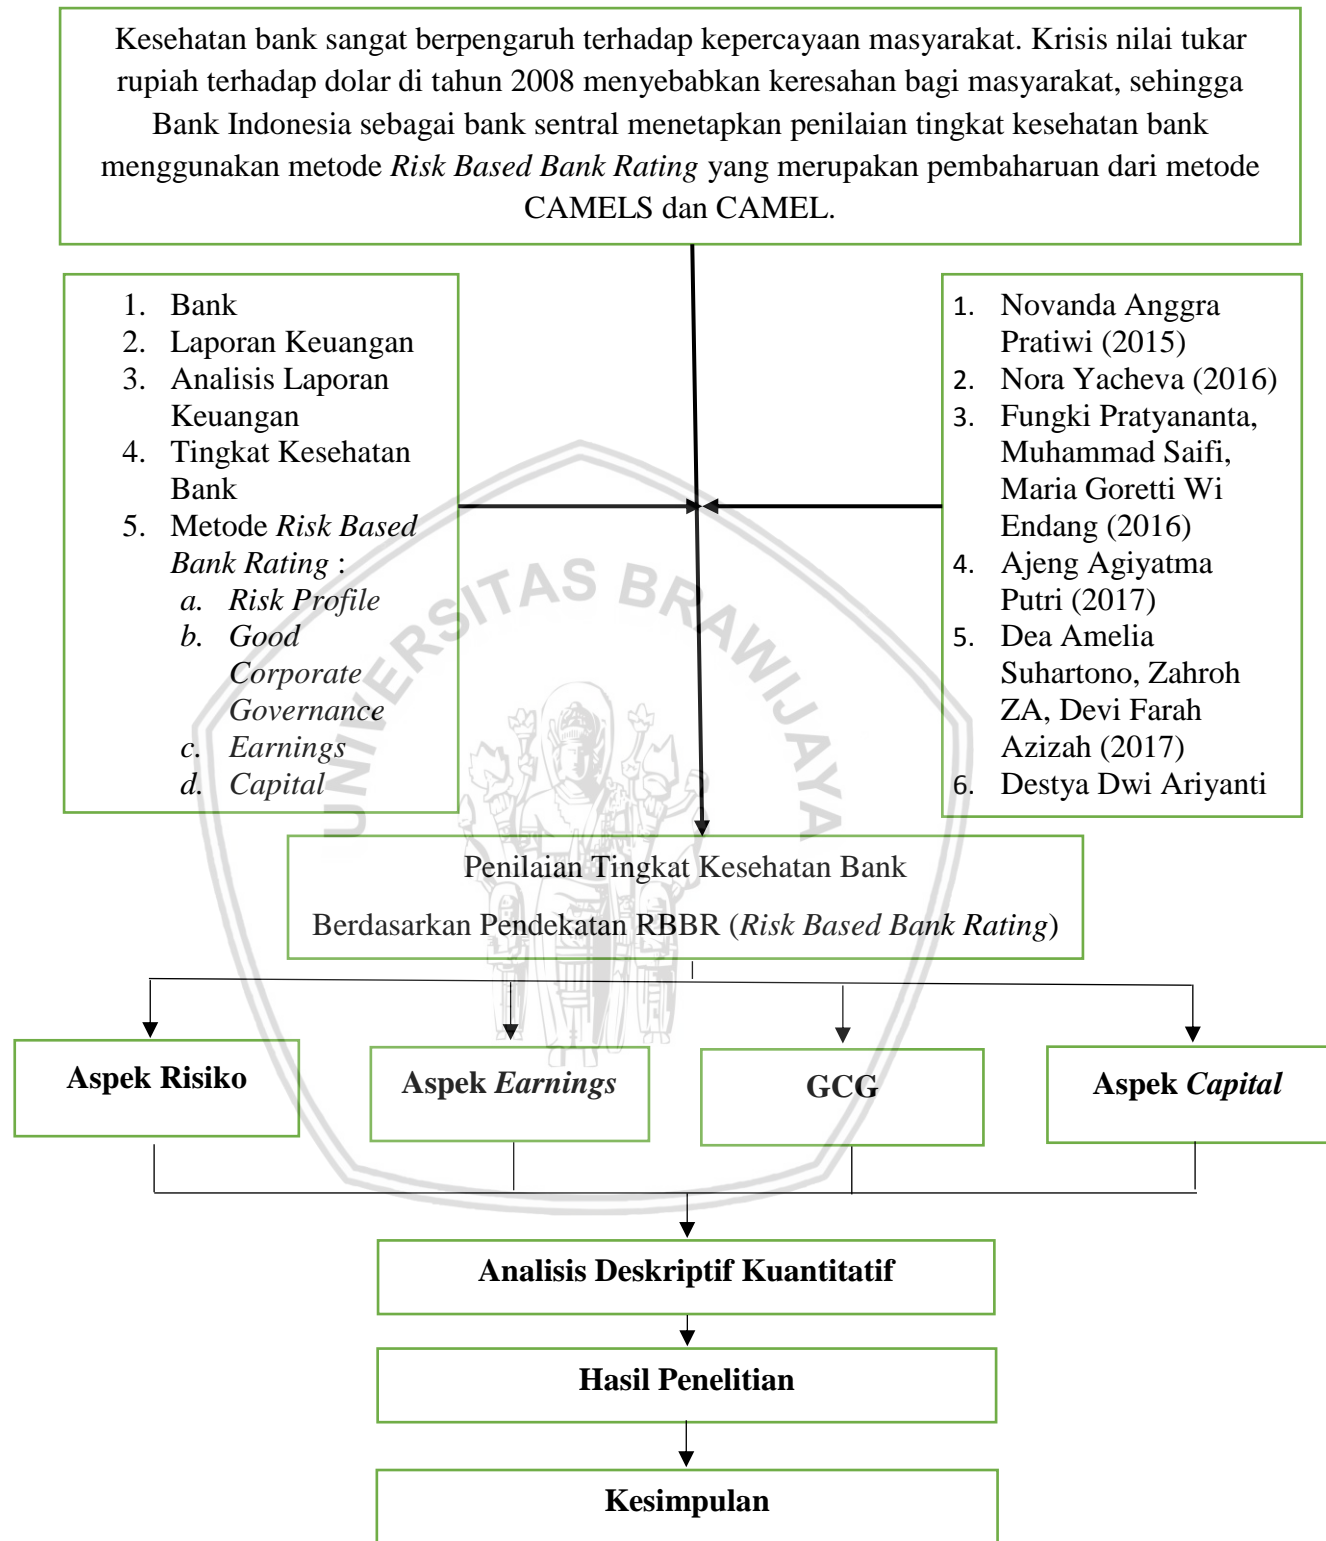 Kesehatan bank sangat berpengaruh terhadap kepercayaan masyarakat. Krisis nilai tukar
rupiah terhadap dolar di tahun 2008 menyebabkan keresahan bagi masyarakat, sehingga
Bank Indonesia sebagai bank sentral menetapkan penilaian tingkat kesehatan bank
menggunakan metode Risk Based Bank Rating yang merupakan pembaharuan dari metode
CAMELS dan CAMEL.
1. Bank
2. Laporan Keuangan
3. Analisis Laporan
Keuangan
4. Tingkat Kesehatan
Bank
5. Metode Risk Based
Bank Rating :
a. Risk Profile
b. Good
Corporate
Governance
c. Earnings
d. Capital
1. Novanda Anggra
Pratiwi (2015)
2. Nora Yacheva (2016)
3. Fungki Pratyananta,
Muhammad Saifi,
Maria Goretti Wi
Endang (2016)
4. Ajeng Agiyatma
Putri (2017)
5. Dea Amelia
Suhartono, Zahroh
ZA, Devi Farah
Azizah (2017)
6. Destya Dwi Ariyanti
UNIVERSITAS BRAWIJAYA
Penilaian Tingkat Kesehatan Bank
Berdasarkan Pendekatan RBBR (Risk Based Bank Rating)
Aspek Risiko
Aspek Earnings
GCG
Aspek Capital
Analisis Deskriptif Kuantitatif
Hasil Penelitian
Kesimpulan